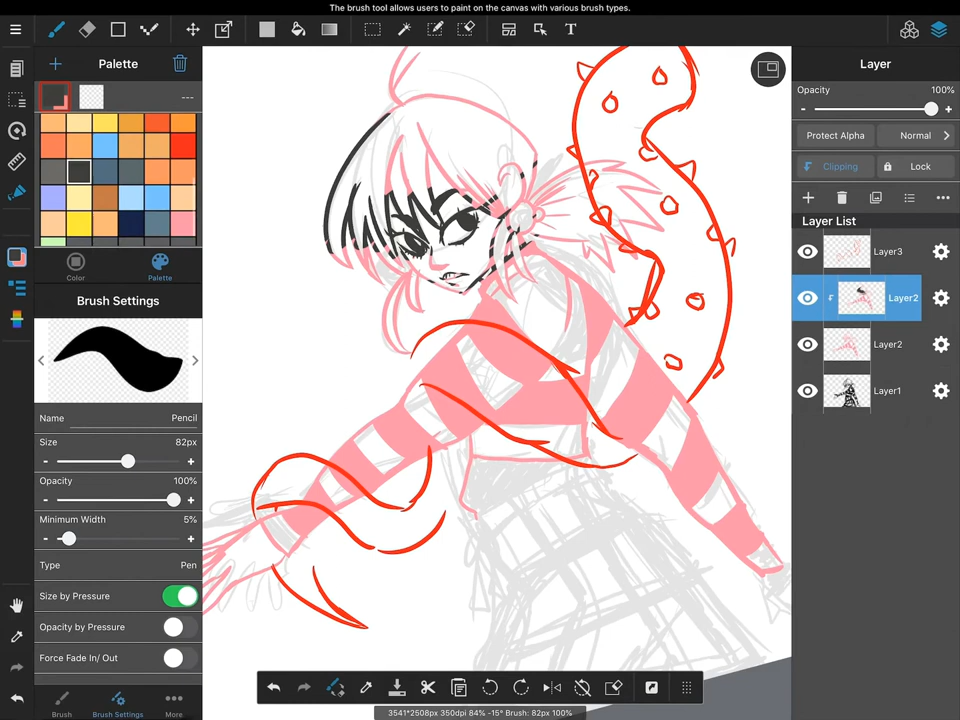 The brush tool allows users to paint on the canvas with various brush types.
T
Palette
---
Color
Palette
Brush Settings
Name
Pencil
Size
82px
- +
Opacity
100%
- +
Minimum Width
5%
- +
Type
Pen
Size by Pressure
Opacity by Pressure
Force Fade In/ Out
Brush
Brush Settings
More
3541*2508px 350dpi 84% -15° Brush: 82px 100%
Layer
Opacity
100%
- +
Protect Alpha
Normal
Clipping
Lock
Layer List
Layer3
Layer2
Layer2
Layer1